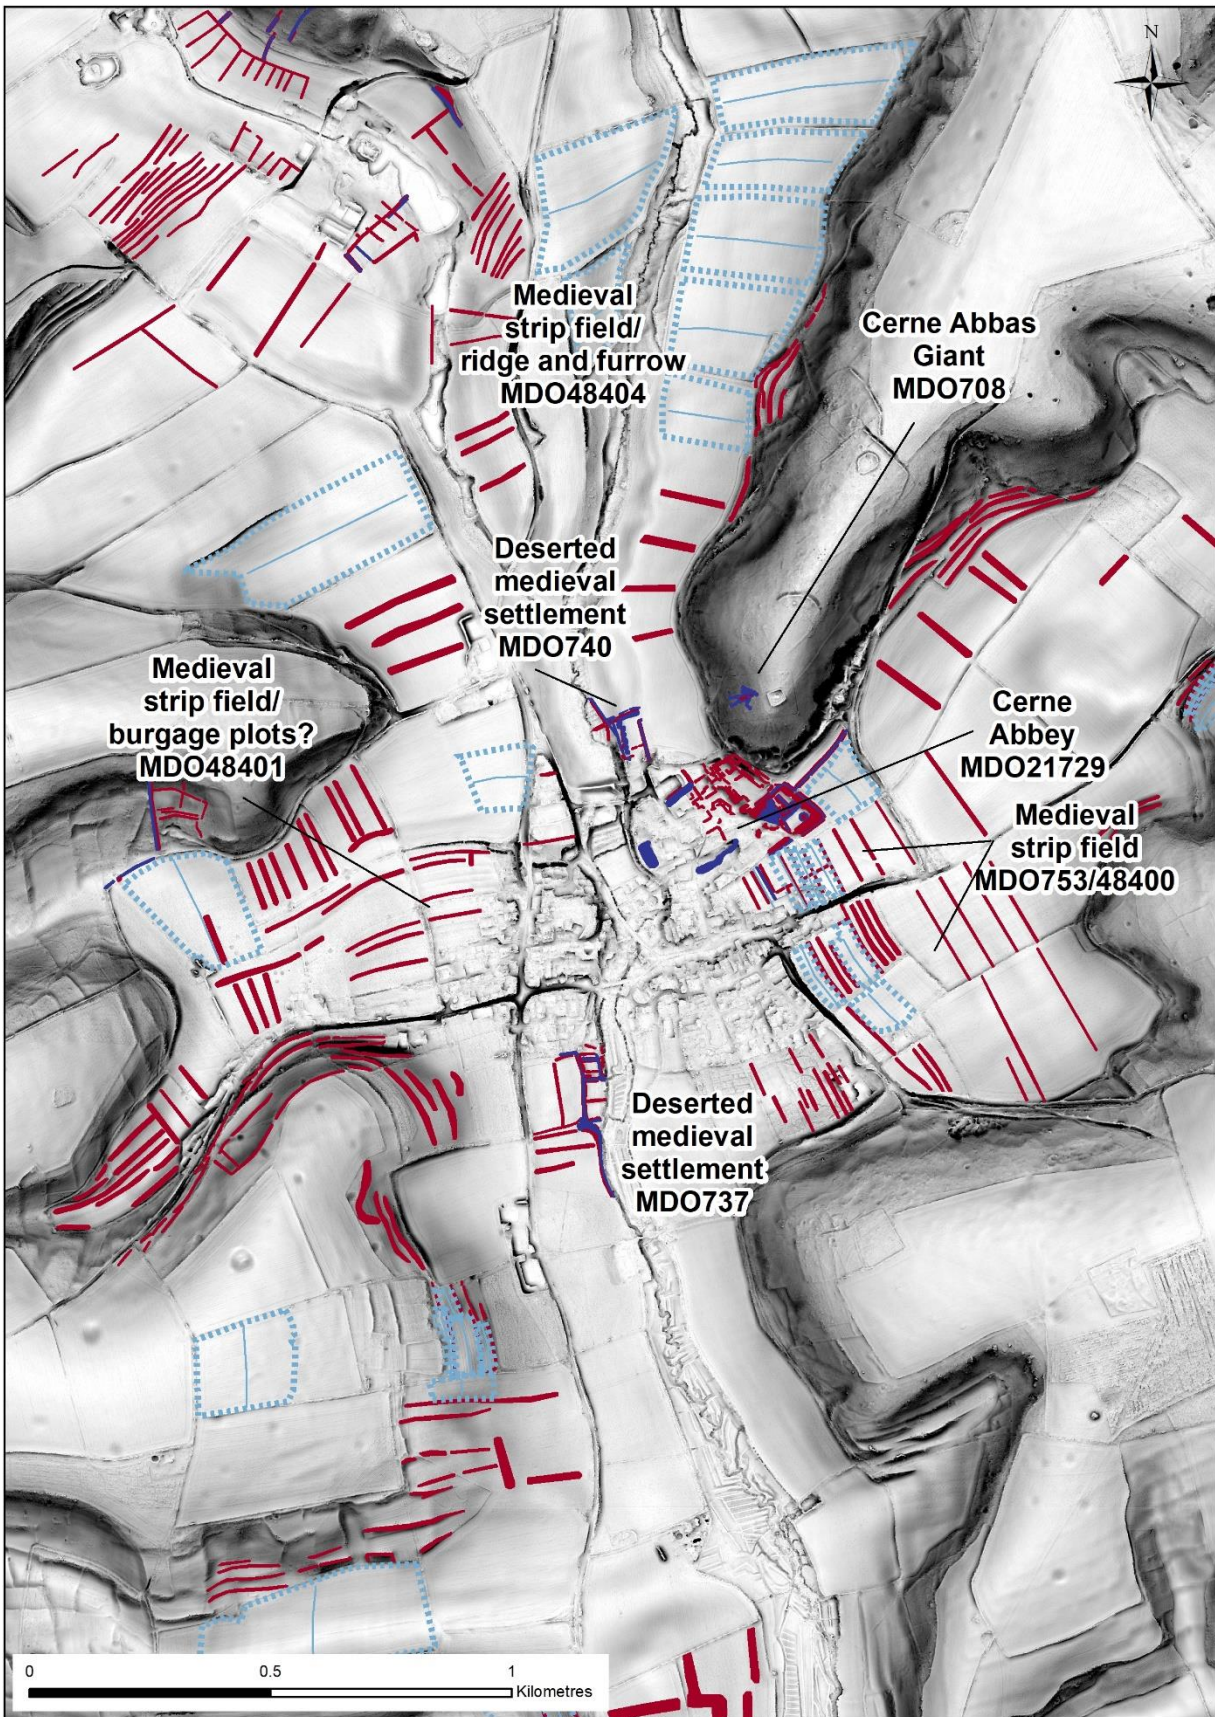 N
Medieval
strip field/
ridge and furrow
MDO48404
Cerne Abbas
Giant
MDO708
Deserted
medieval
settlement
MDO740
Medieval
strip field/
burgage plots?
MDO48401
Cerne
Abbey
MDO21729
Medieval
strip field
MDO753/48400
Deserted
medieval
settlement
MDO737
0 0.5 1
Kilometres